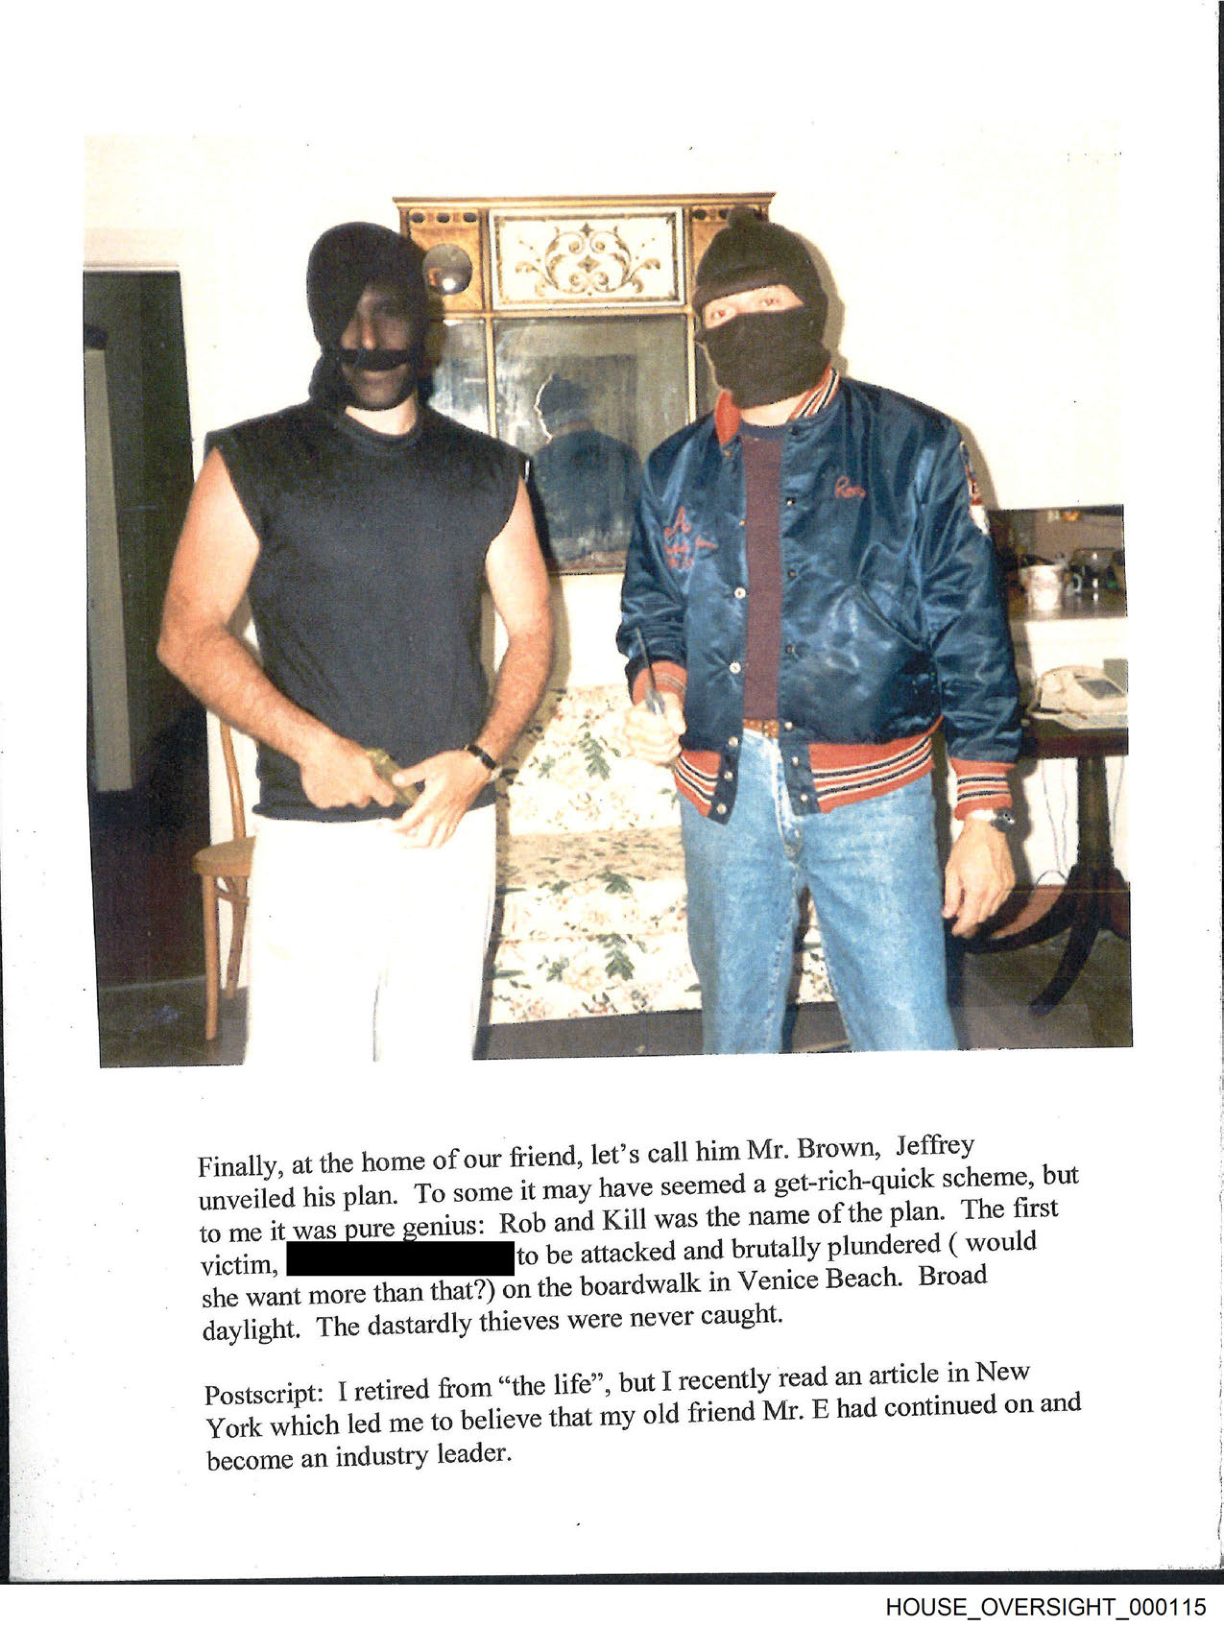 Ron
Finally, at the home of our friend, let's call him Mr. Brown, Jeffrey
unveiled his plan. To some it may have seemed a get-rich-quick scheme, but
to me it was pure genius: Rob and Kill was the name of the plan. The first
victim, to be attacked and brutally plundered ( would
she want more than that?) on the boardwalk in Venice Beach. Broad
daylight. The dastardly thieves were never caught.
Postscript: I retired from “the life”, but I recently read an article in New
York which led me to believe that my old friend Mr. E had continued on and
become an industry leader.
HOUSE_OVERSIGHT_000115